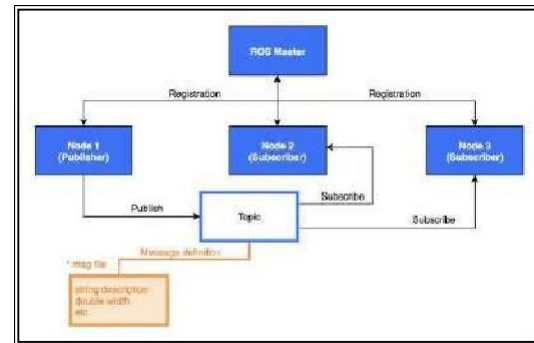 ROS Master
Registration
Registration
Node 1
(Publisher)
Node 2
(Subscriber)
Node 3
(Subscriber)
Subscribe
Publish
Topic
Subscribe
Message definition
*.msg file
string description
double width
etc.